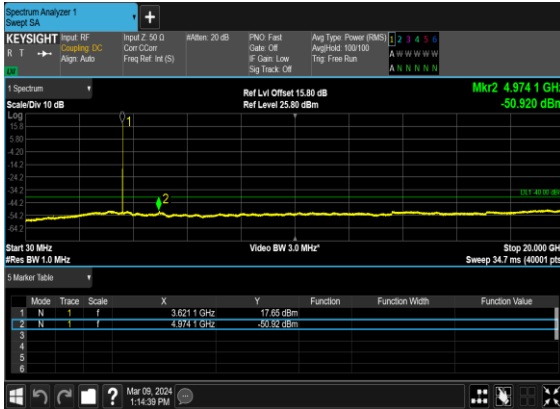 Spectrum Analyzer 1
Swept SA
+
KEYSIGHT Input: RF Input Z: 50 Ω #Atten: 20 dB PNO: Fast Avg Type: Power (RMS) 1 2 3 4 5 6
R T Coupling: DC Corr CCorr Gate: Off Avg|Hold: 100/100 A W W W W W
Align: Auto Freq Ref: Int (S) IF Gain: Low Trig: Free Run
Sig Track: Off A N N N N N
1 Spectrum Ref Lvl Offset 15.80 dB Mkr2 4.974 1 GHz
Scale/Div 10 dB Ref Level 25.80 dBm -50.920 dBm
Log
1
15.8
5.80
-4.20
-14.2
-24.2
-34.2
2
-44.2
-54.2
-64.2
Start 30 MHz Video BW 3.0 MHz* Stop 20.000 GH
#Res BW 1.0 MHz Sweep 34.7 ms (40001 pts
5 Marker Table
Mode Trace Scale X Y Function Function Width Function Value
1 N 1 f 3.621 1 GHz 17.65 dBm
2 N 1 f 4.974 1 GHz -50.92 dBm
3
4
5
6
? Mar 09, 2024
1:14:39 PM